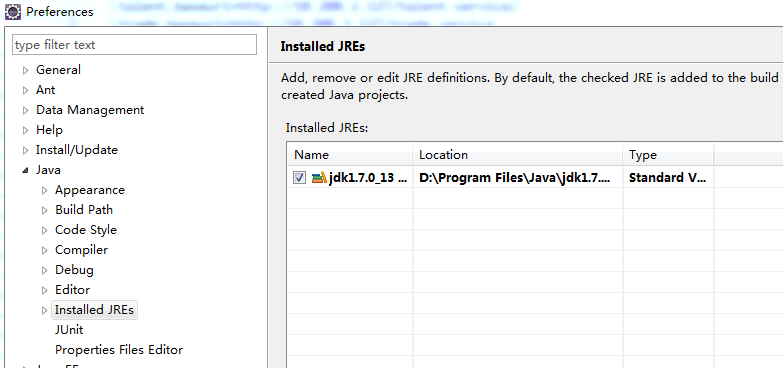 Preferences
type filter text
General
Ant
Data Management
Help
Install/Update
Java
Appearance
Build Path
Code Style
Compiler
Debug
Editor
Installed JREs
JUnit
Properties Files Editor
Installed JREs
Add, remove or edit JRE definitions. By default, the checked JRE is added to the build
created Java projects.
Installed JREs:
Name Location Type
jdk1.7.0_13 ... D:\Program Files\Java\jdk1.7.... Standard V...